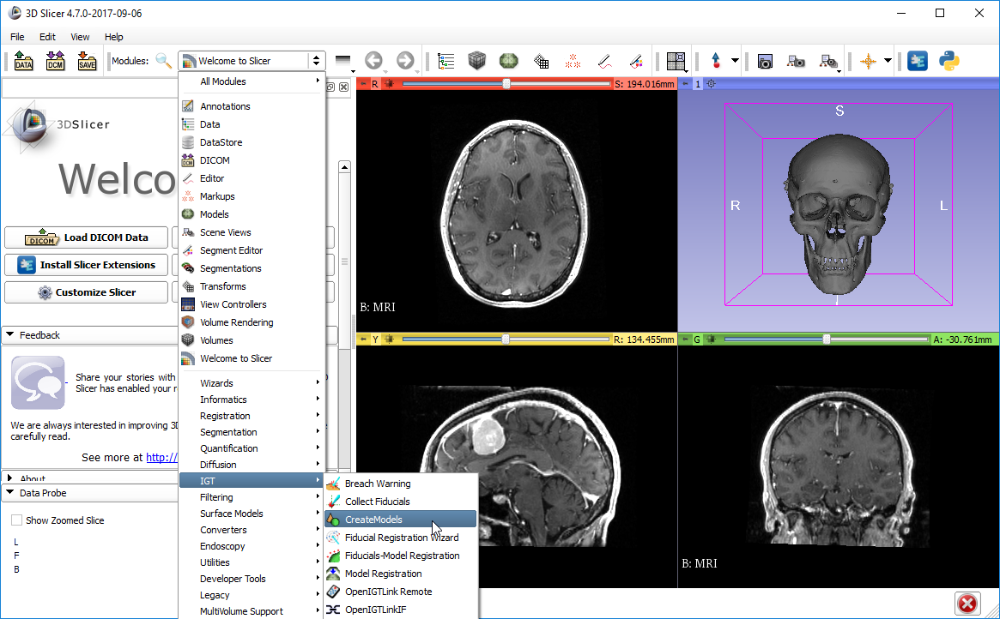 3D Slicer 4.7.0-2017-09-06
File Edit View Help
DATA DCM SAVE Modules: Welcome to Slicer
All Modules
Annotations
Data
DataStore
DICOM
Editor
Markups
Models
Scene Views
Segment Editor
Segmentations
Transforms
View Controllers
Volume Rendering
Volumes
Welcome to Slicer
Wizards
Informatics
Registration
Segmentation
Quantification
Diffusion
IGT
Filtering
Surface Models
Converters
Endoscopy
Utilities
Developer Tools
Legacy
MultiVolume Support
Breach Warning
Collect Fiducials
CreateModels
Fiducial Registration Wizard
Fiducials-Model Registration
Model Registration
OpenIGTLink Remote
OpenIGTLinkIF
3DSlicer
Welco
DICOM Load DICOM Data
Install Slicer Extensions
Customize Slicer
Feedback
Share your stories with
Slicer has enabled your r
We are always interested in improving 3D
carefully read.
See more at http://
About
Data Probe
Show Zoomed Slice
L
F
B
R S: 194.016mm
B: MRI
1
S
R L
I
Y R: 134.455mm
G A: -30.761mm
B: MRI